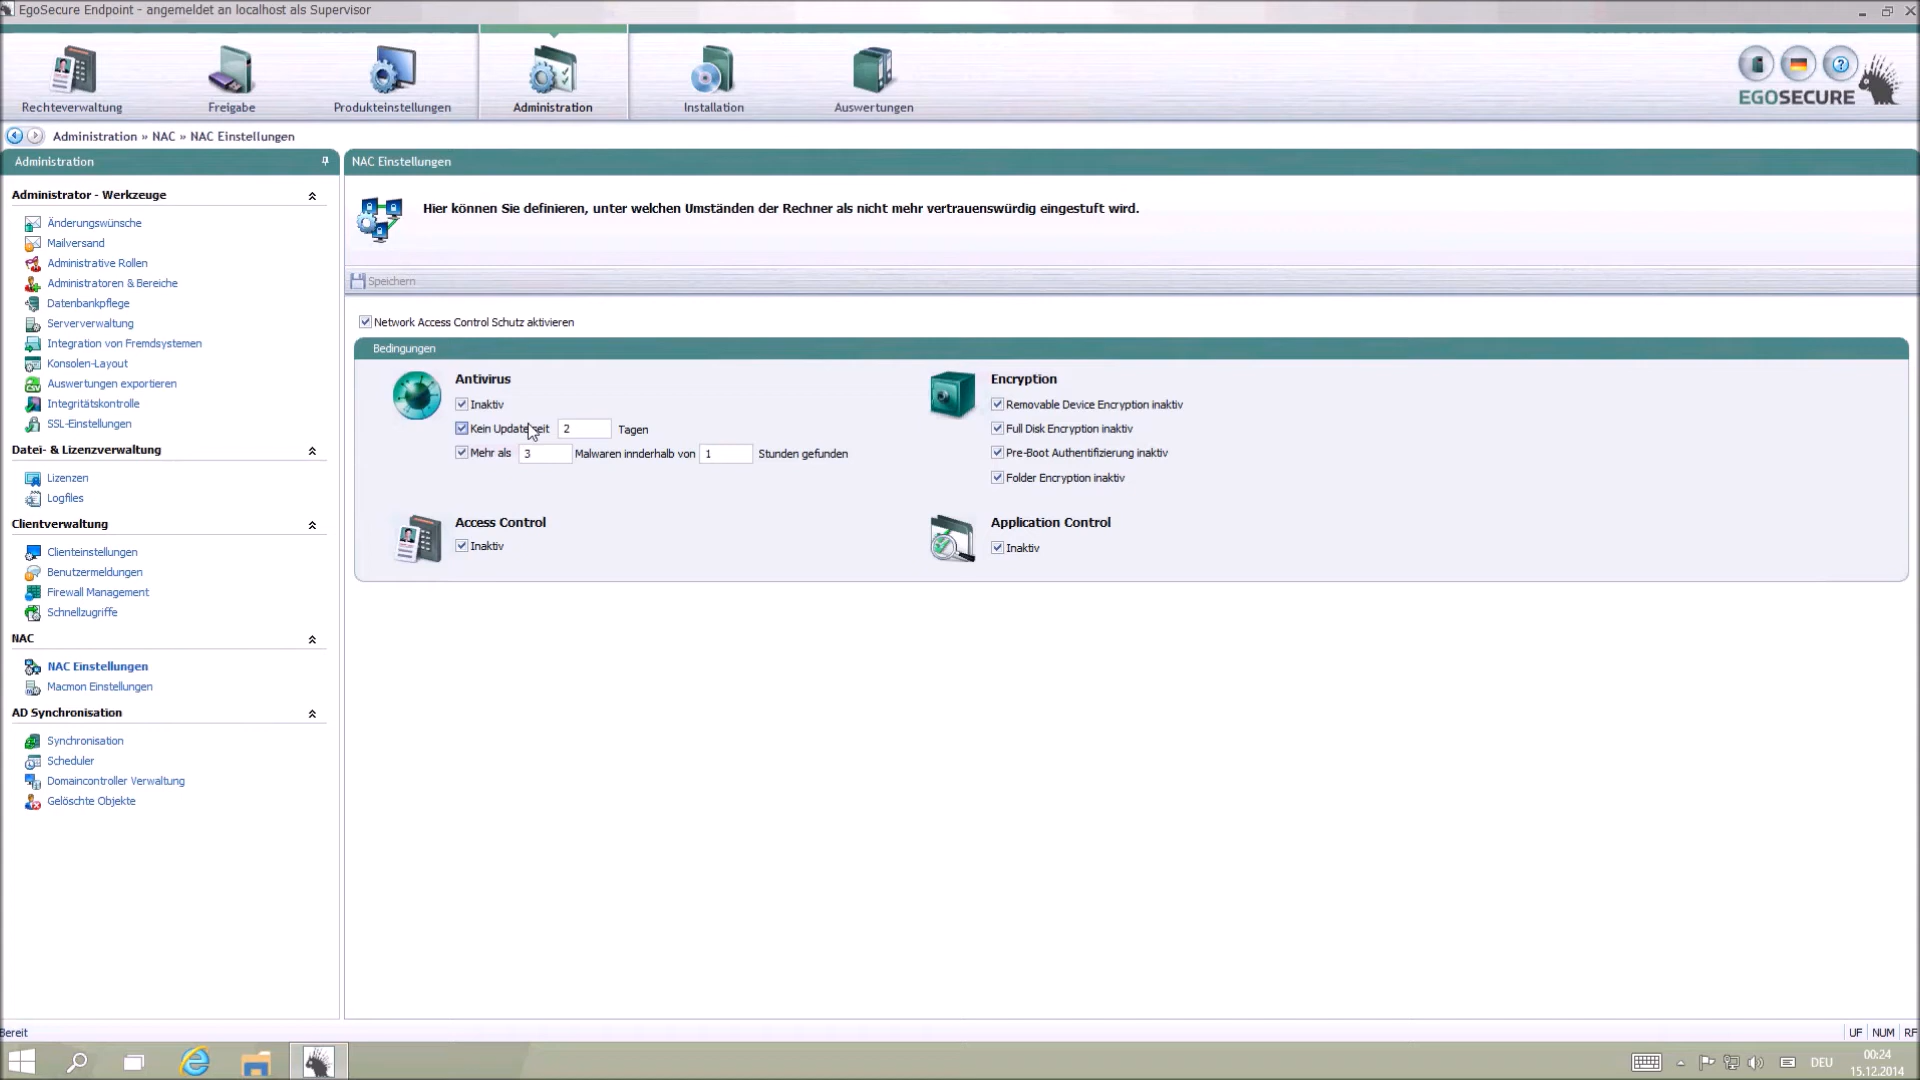 EgoSecure Endpoint - angemeldet an localhost als Supervisor
Rechteverwaltung
Freigabe
Produkteinstellungen
Administration
Installation
Auswertungen
EGOSECURE
Administration » NAC » NAC Einstellungen
Administration
NAC Einstellungen
Administrator - Werkzeuge
Änderungswünsche
Mailversand
Administrative Rollen
Administratoren & Bereiche
Datenbankpflege
Serververwaltung
Integration von Fremdsystemen
Konsolen-Layout
Auswertungen exportieren
Integritätskontrolle
SSL-Einstellungen
Datei- & Lizenzverwaltung
Lizenzen
Logfiles
Clientverwaltung
Clienteinstellungen
Benutzermeldungen
Firewall Management
Schnellzugriffe
NAC
NAC Einstellungen
Macmon Einstellungen
AD Synchronisation
Synchronisation
Scheduler
Domaincontroller Verwaltung
Gelöschte Objekte
Hier können Sie definieren, unter welchen Umständen der Rechner als nicht mehr vertrauenswürdig eingestuft wird.
Speichern
Network Access Control Schutz aktivieren
Bedingungen
Antivirus
Inaktiv
Kein Update seit 2 Tagen
Mehr als 3 Malwaren innderhalb von 1 Stunden gefunden
Encryption
Removable Device Encryption inaktiv
Full Disk Encryption inaktiv
Pre-Boot Authentifizierung inaktiv
Folder Encryption inaktiv
Access Control
Inaktiv
Application Control
Inaktiv
Bereit
UF NUM RF
DEU
00:24
15.12.2014